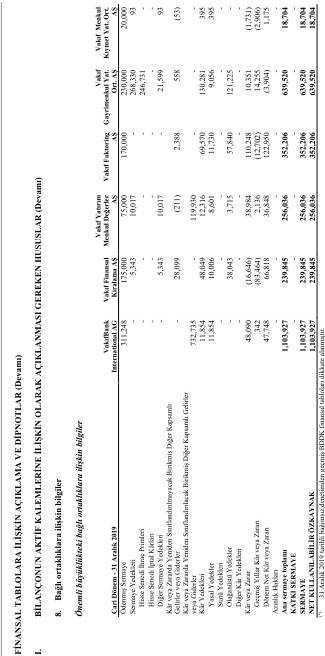 FİNANSAL TABLOLARA İLİŞKİN AÇIKLAMA VE DİPNOTLAR (Devamı)
I. BİLANÇONUN AKTİF KALEMLERİNE İLİŞKİN OLARAK AÇIKLANMASI GEREKEN HUSUSLAR (Devamı)
8. Bağlı ortaklıklara ilişkin bilgiler
Önemli büyüklükteki bağlı ortaklıklara ilişkin bilgiler
Cari Dönem - 31 Aralık 2019 VakıfBank International AG Vakıf Finansal Kiralama AŞ Vakıf Yatırım Menkul Değerler AŞ Vakıf Faktoring AŞ Vakıf Gayrimenkul Yat. Ort. AŞ Vakıf Menkul Kıymet Yat. Ort. AŞ
Ödenmiş Sermaye 311,248 175,000 75,000 170,000 230,000 20,000
Sermaye Yedekleri - 5,343 10,017 - 268,330 93
Hisse Senedi İhraç Primleri - - - - 246,731 -
Hisse Senedi İptal Kârları - - - - - -
Diğer Sermaye Yedekleri - 5,343 10,017 - 21,599 93
Kâr veya Zararda Yeniden Sınıflandırılmayacak Birikmiş Diğer Kapsamlı Gelirler veya Giderler - 28,099 (211) 2,388 558 (53)
Kâr veya Zararda Yeniden Sınıflandırılacak Birikmiş Diğer Kapsamlı Gelirler veya Giderler 732,735 - 119,930 - - -
Kâr Yedekleri 11,854 48,049 12,316 69,570 130,281 395
Yasal Yedekler 11,854 10,006 8,601 11,730 9,056 395
Statü Yedekleri - - - - - -
Olağanüstü Yedekler - 38,043 3,715 57,840 121,225 -
Diğer Kâr Yedekleri - - - - - -
Kâr veya Zarar 48,090 (16,646) 38,984 110,248 10,351 (1,731)
Geçmiş Yıllar Kâr veya Zararı 342 (83,464) 2,136 (12,702) 14,255 (2,906)
Dönem Net Kâr veya Zararı 47,748 66,818 36,848 122,950 (3,904) 1,175
Azınlık Hakları - - - - - -
Ana sermaye toplamı 1,103,927 239,845 256,036 352,206 639,520 18,704
KATKI SERMAYE - - - - - -
SERMAYE 1,103,927 239,845 256,036 352,206 639,520 18,704
NET KULLANILABİLİR ÖZKAYNAK 1,103,927 239,845 256,036 352,206 639,520 18,704
(*) 31 Aralık 2019 tarihli bağımsız denetimden geçmiş BDDK finansal tabloları dikkate alınmıştır.